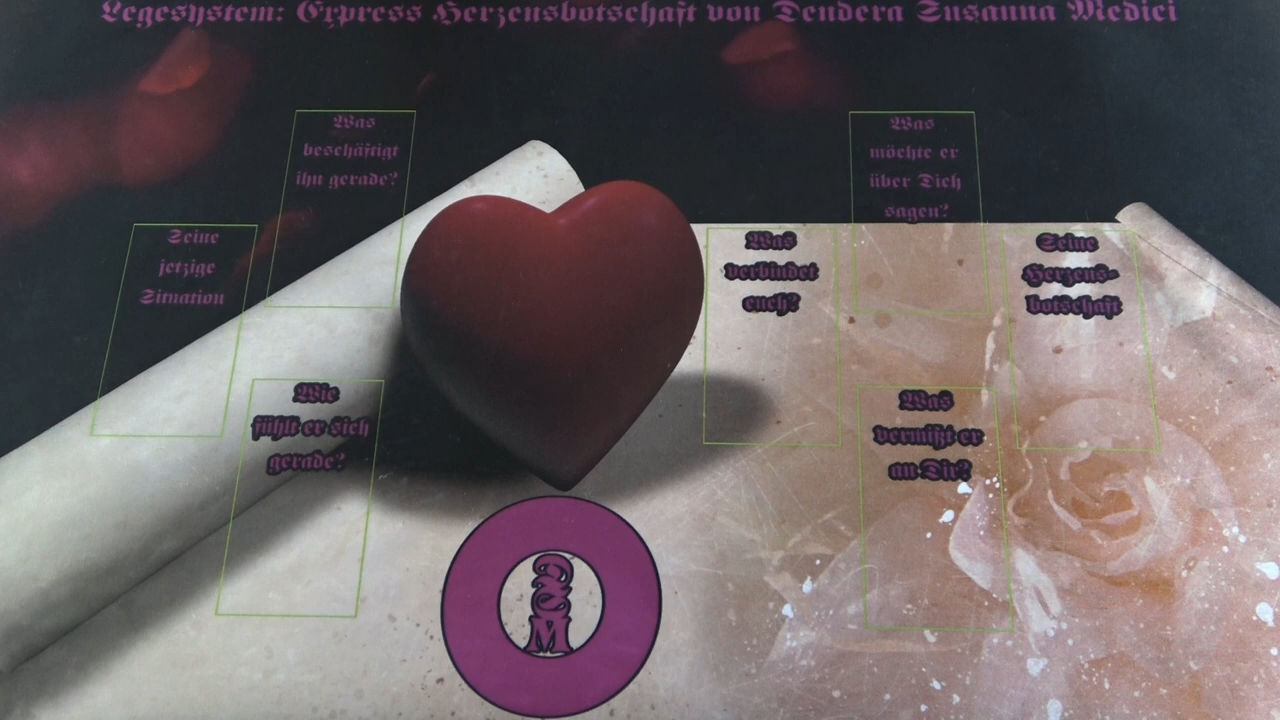 Legesystem: Express Herzensbotschaft von Dendera Susanna Medici
Was
beschäftigt
ihn gerade?
Was
möchte er
über Dich
sagen?
Seine
jetzige
Situation
Was
verbindet
euch?
Seine
Herzens-
botschaft
Wie
fühlt er sich
gerade?
Was
vermißt er
an Dir?
DSM